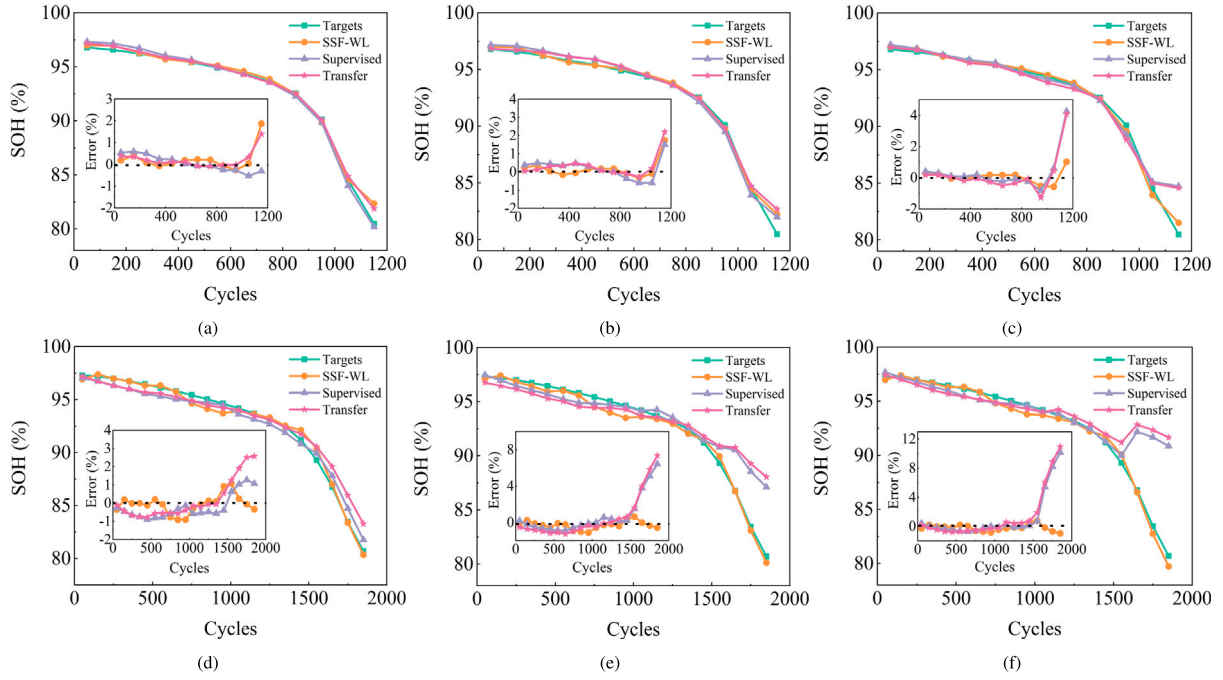 100
95
90
85
80
SOH (%)
Targets
SSF-WL
Supervised
Transfer
3
2
1
0
-1
-2
Error (%)
0 400 800 1200
Cycles
0 200 400 600 800 1000 1200
Cycles
(a)
100
95
90
85
80
SOH (%)
Targets
SSF-WL
Supervised
Transfer
4
3
2
1
0
-1
-2
Error (%)
0 400 800 1200
Cycles
0 200 400 600 800 1000 1200
Cycles
(b)
100
95
90
85
80
SOH (%)
Targets
SSF-WL
Supervised
Transfer
4
2
0
-2
Error (%)
0 400 800 1200
Cycles
0 200 400 600 800 1000 1200
Cycles
(c)
100
95
90
85
80
SOH (%)
Targets
SSF-WL
Supervised
Transfer
4
3
2
1
0
-1
-2
Error (%)
0 500 1000 1500 2000
Cycles
0 500 1000 1500 2000
Cycles
(d)
100
95
90
85
80
SOH (%)
Targets
SSF-WL
Supervised
Transfer
10
8
6
4
2
0
-2
Error (%)
0 500 1000 1500 2000
Cycles
0 500 1000 1500 2000
Cycles
(e)
100
95
90
85
80
SOH (%)
Targets
SSF-WL
Supervised
Transfer
12
8
4
0
Error (%)
0 500 1000 1500 2000
Cycles
0 500 1000 1500 2000
Cycles
(f)